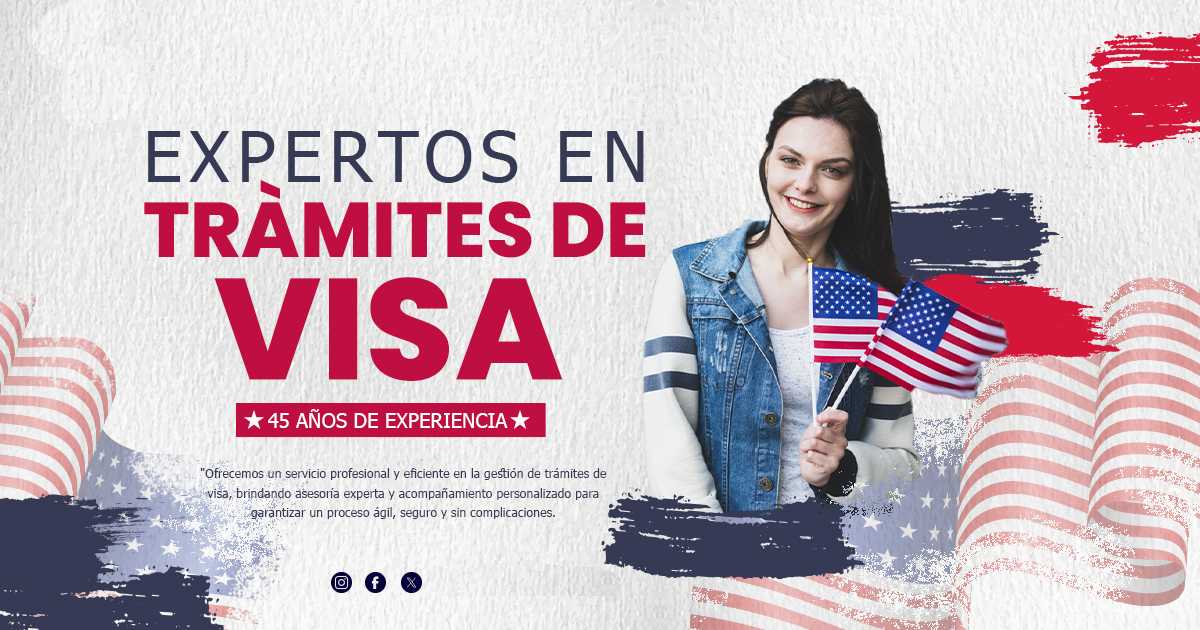 EXPERTOS EN
TRÀMITES DE
VISA
★45 AÑOS DE EXPERIENCIA★
"Ofrecemos un servicio profesional y eficiente en la gestión de trámites de
visa, brindando asesoría experta y acompañamiento personalizado para
garantizar un proceso ágil, seguro y sin complicaciones.